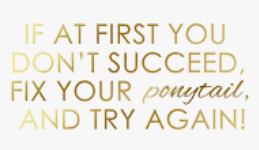 IF AT FIRST YOU
DON'T SUCCEED,
FIX YOUR ponytail,
AND TRY AGAIN!